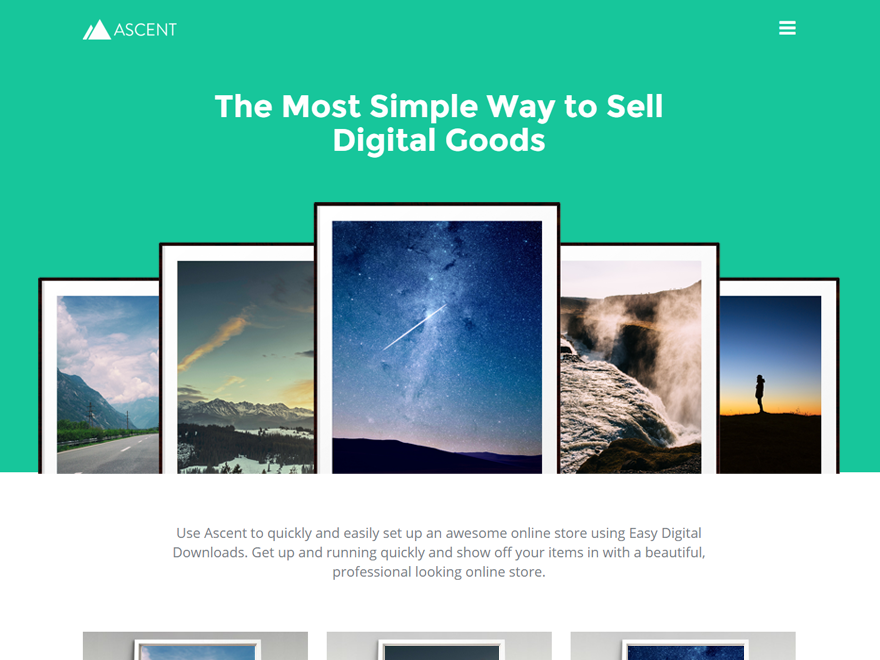 ASCENT
The Most Simple Way to Sell
Digital Goods
Use Ascent to quickly and easily set up an awesome online store using Easy Digital
Downloads. Get up and running quickly and show off your items in with a beautiful,
professional looking online store.